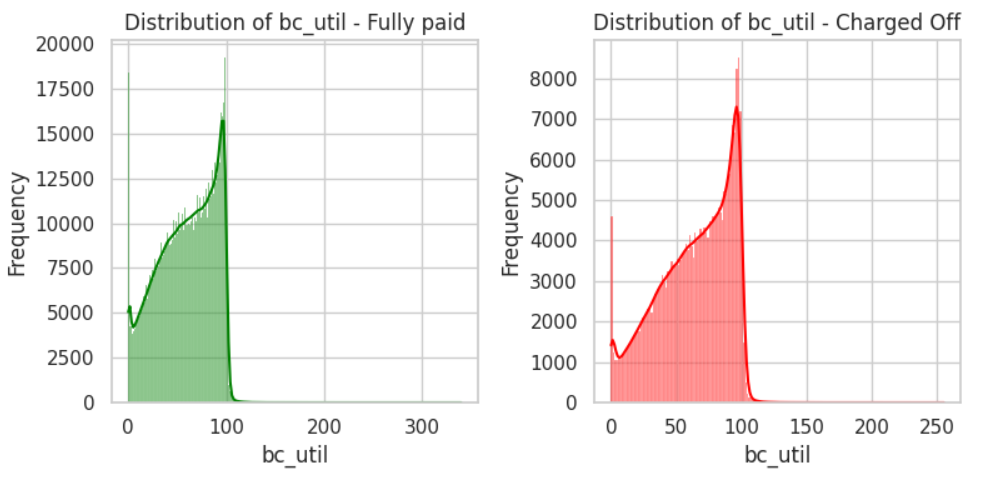 Distribution of bc_util - Fully paid
20000
17500
15000
12500
10000
7500
5000
2500
0
Frequency
0 100 200 300
bc_util
Distribution of bc_util - Charged Off
8000
7000
6000
5000
4000
3000
2000
1000
0
Frequency
0 50 100 150 200 250
bc_util